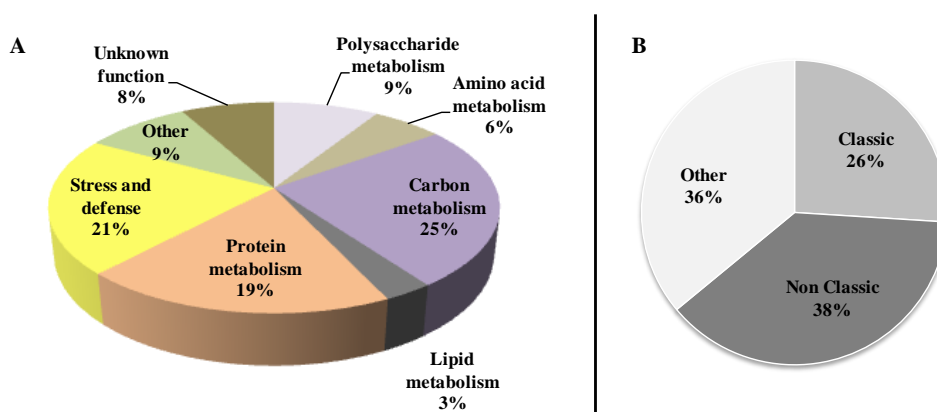 A
Unknown
function
8%
Polysaccharide
metabolism
9%
Amino acid
metabolism
6%
Other
9%
Stress and
defense
21%
Carbon
metabolism
25%
Protein
metabolism
19%
Lipid
metabolism
3%
B
Classic
26%
Other
36%
Non Classic
38%